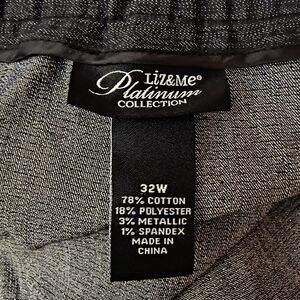 Liz&Me®
Platinum
COLLECTION
32W
78% COTTON
18% POLYESTER
3% METALLIC
1% SPANDEX
MADE IN
CHINA